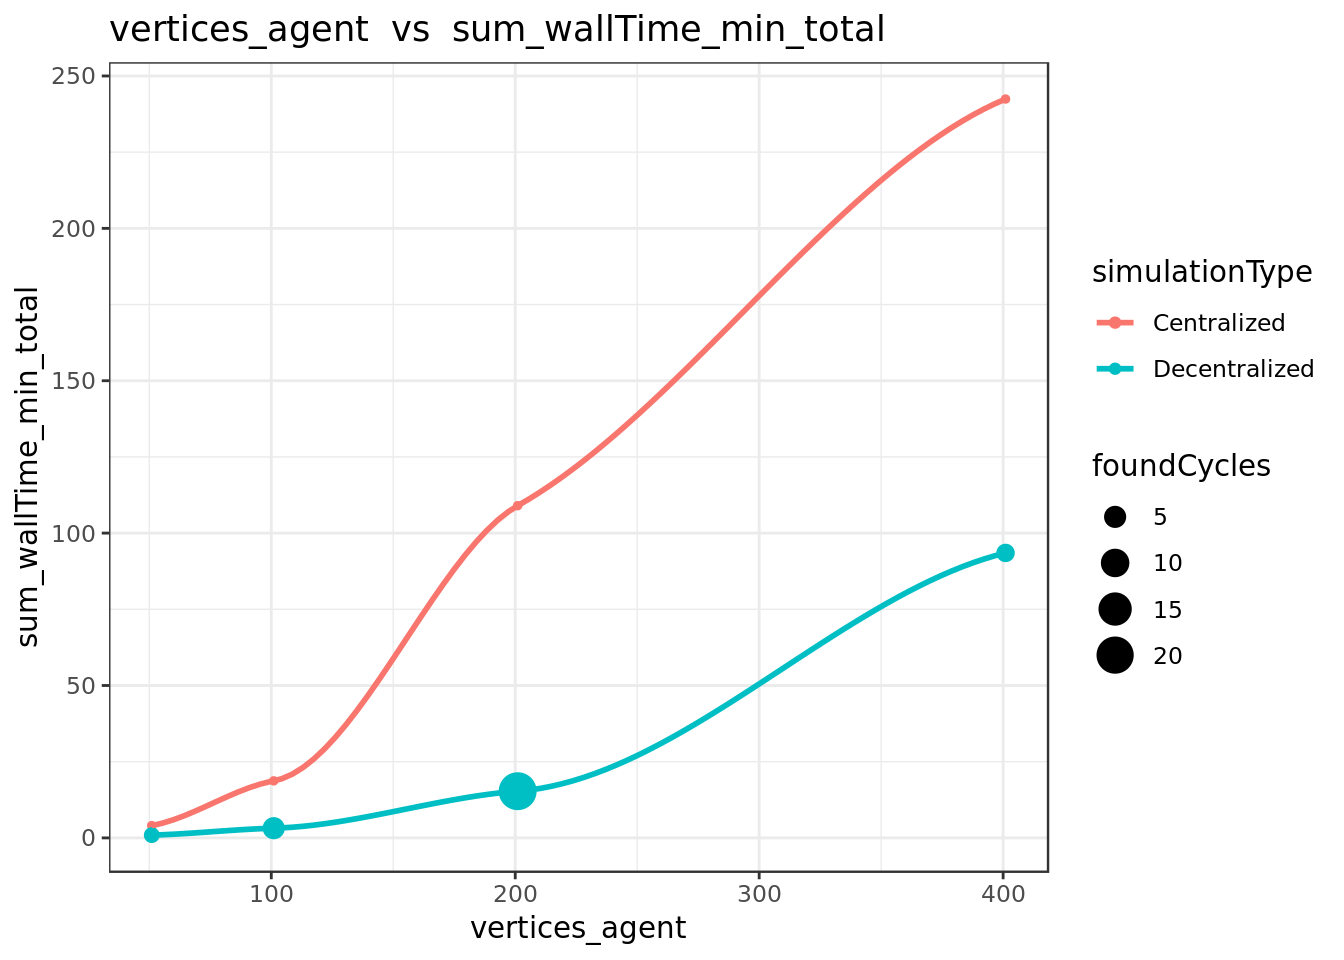 vertices_agent vs sum_wallTime_min_total
sum_wallTime_min_total
250
200
150
100
50
0
100 200 300 400
vertices_agent
simulationType
Centralized
Decentralized
foundCycles
5
10
15
20